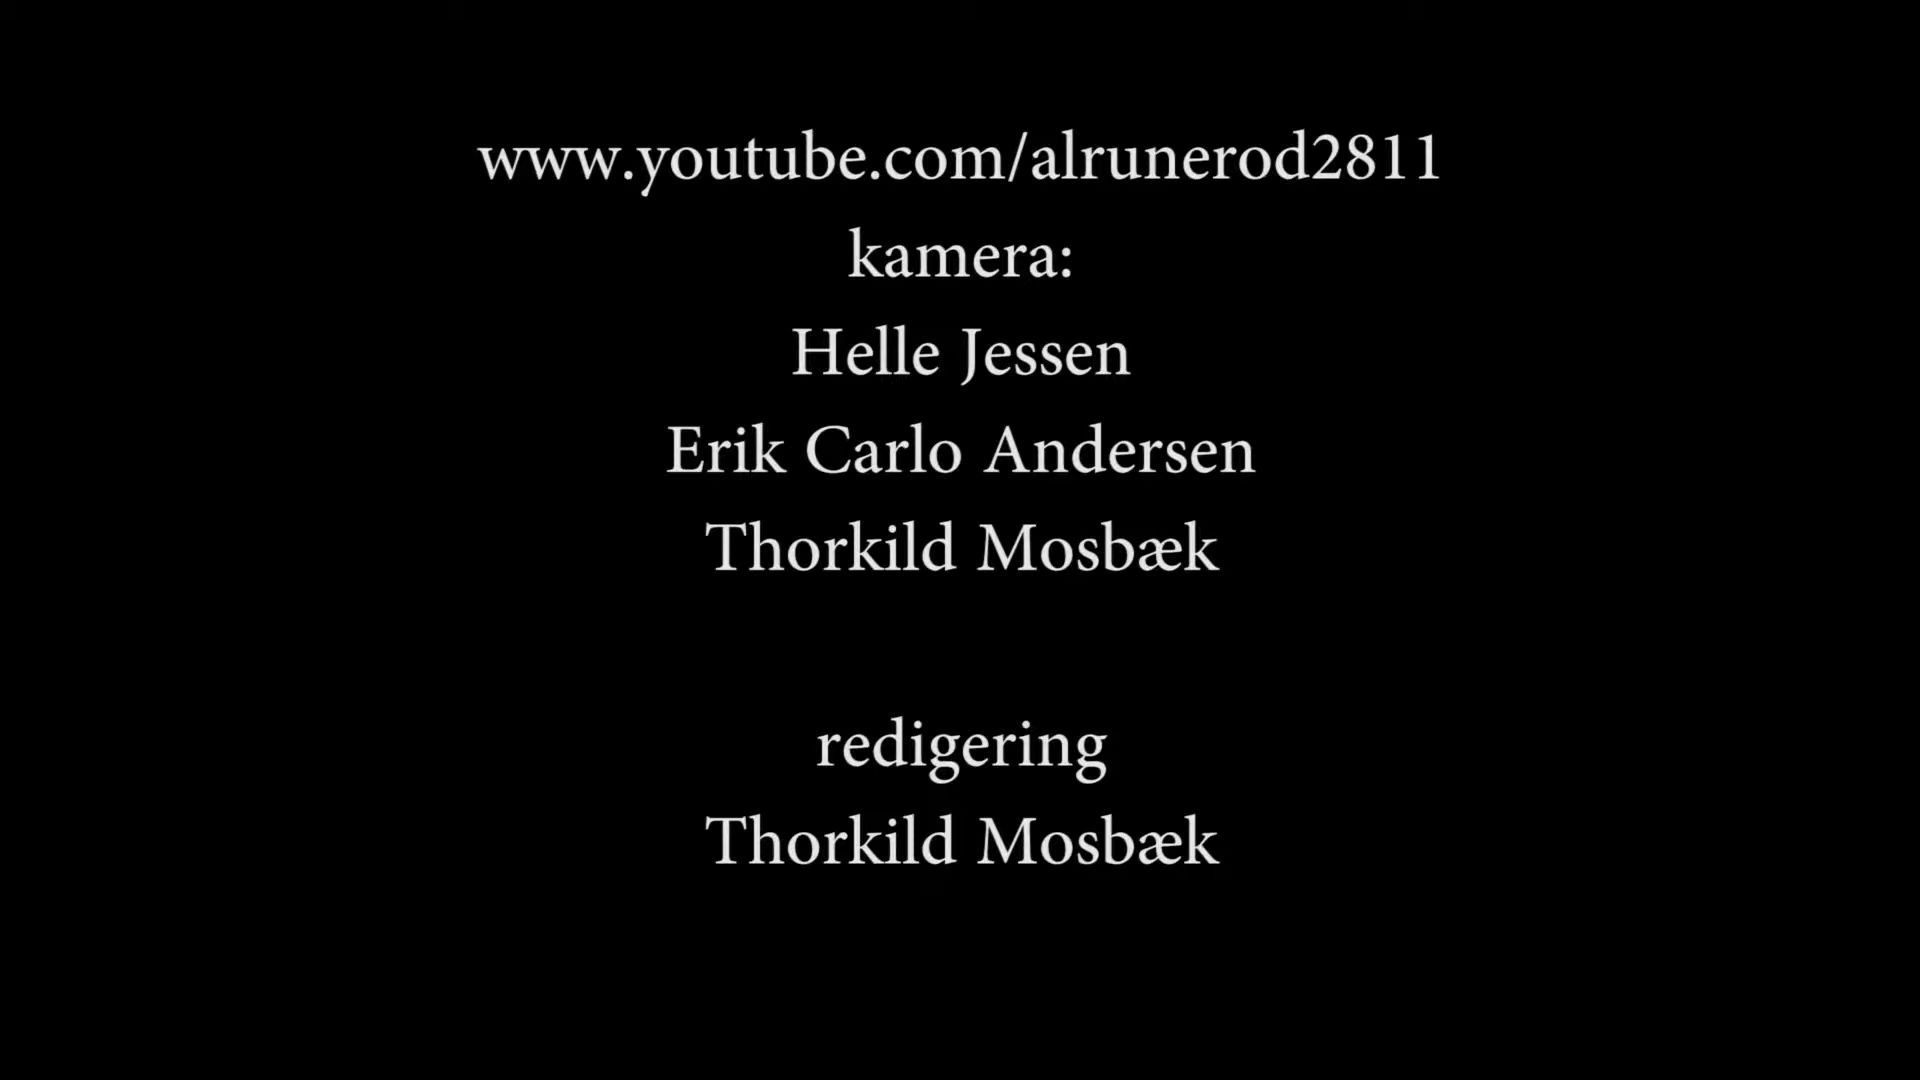 www.youtube.com/alrunerod2811
kamera:
Helle Jessen
Erik Carlo Andersen
Thorkild Mosbæk
redigering
Thorkild Mosbæk